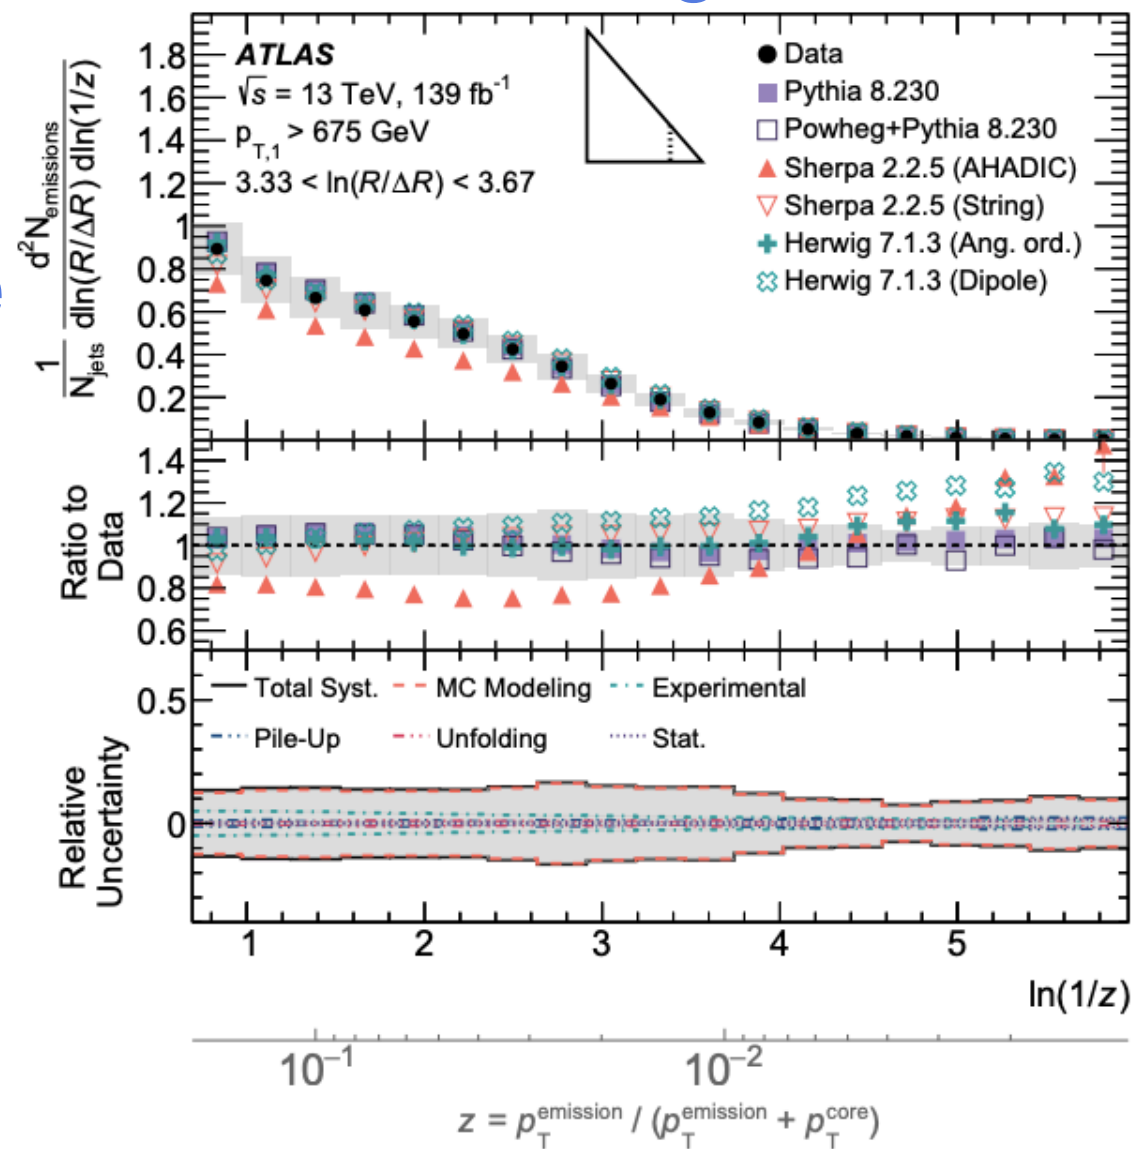 ATLAS
√s = 13 TeV, 139 fb⁻¹
p_T,1 > 675 GeV
3.33 < ln(R/ΔR) < 3.67
Data
Pythia 8.230
Powheg+Pythia 8.230
Sherpa 2.2.5 (AHADIC)
Sherpa 2.2.5 (String)
Herwig 7.1.3 (Ang. ord.)
Herwig 7.1.3 (Dipole)
1/N_jets d²N_emissions / dln(R/ΔR) dln(1/z)
1.8
1.6
1.4
1.2
1
0.8
0.6
0.4
0.2
Ratio to
Data
1.4
1.2
1
0.8
0.6
Total Syst. MC Modeling Experimental
Pile-Up Unfolding Stat.
Relative
Uncertainty
0.5
0
1 2 3 4 5
ln(1/z)
10⁻¹ 10⁻²
z = p_T^emission / (p_T^emission + p_T^core)